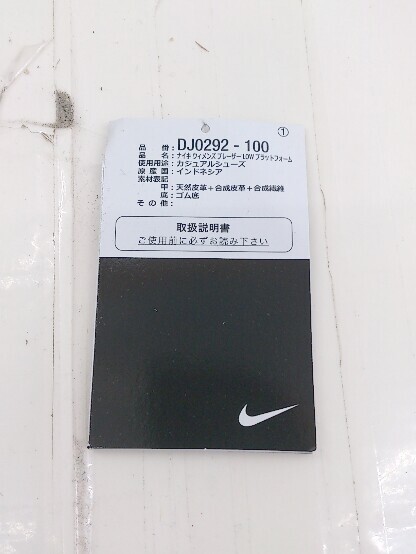 ①
品 番 : DJ0292 - 100
品 名 : ナイキ ウィメンズ ブレーザー LOW プラットフォーム
使用用途 : カジュアルシューズ
原 産 国 : インドネシア
素材表記
甲 : 天然皮革+合成皮革+合成繊維
底 : ゴム底
そ の 他 :
取扱説明書
ご使用前に必ずお読み下さい